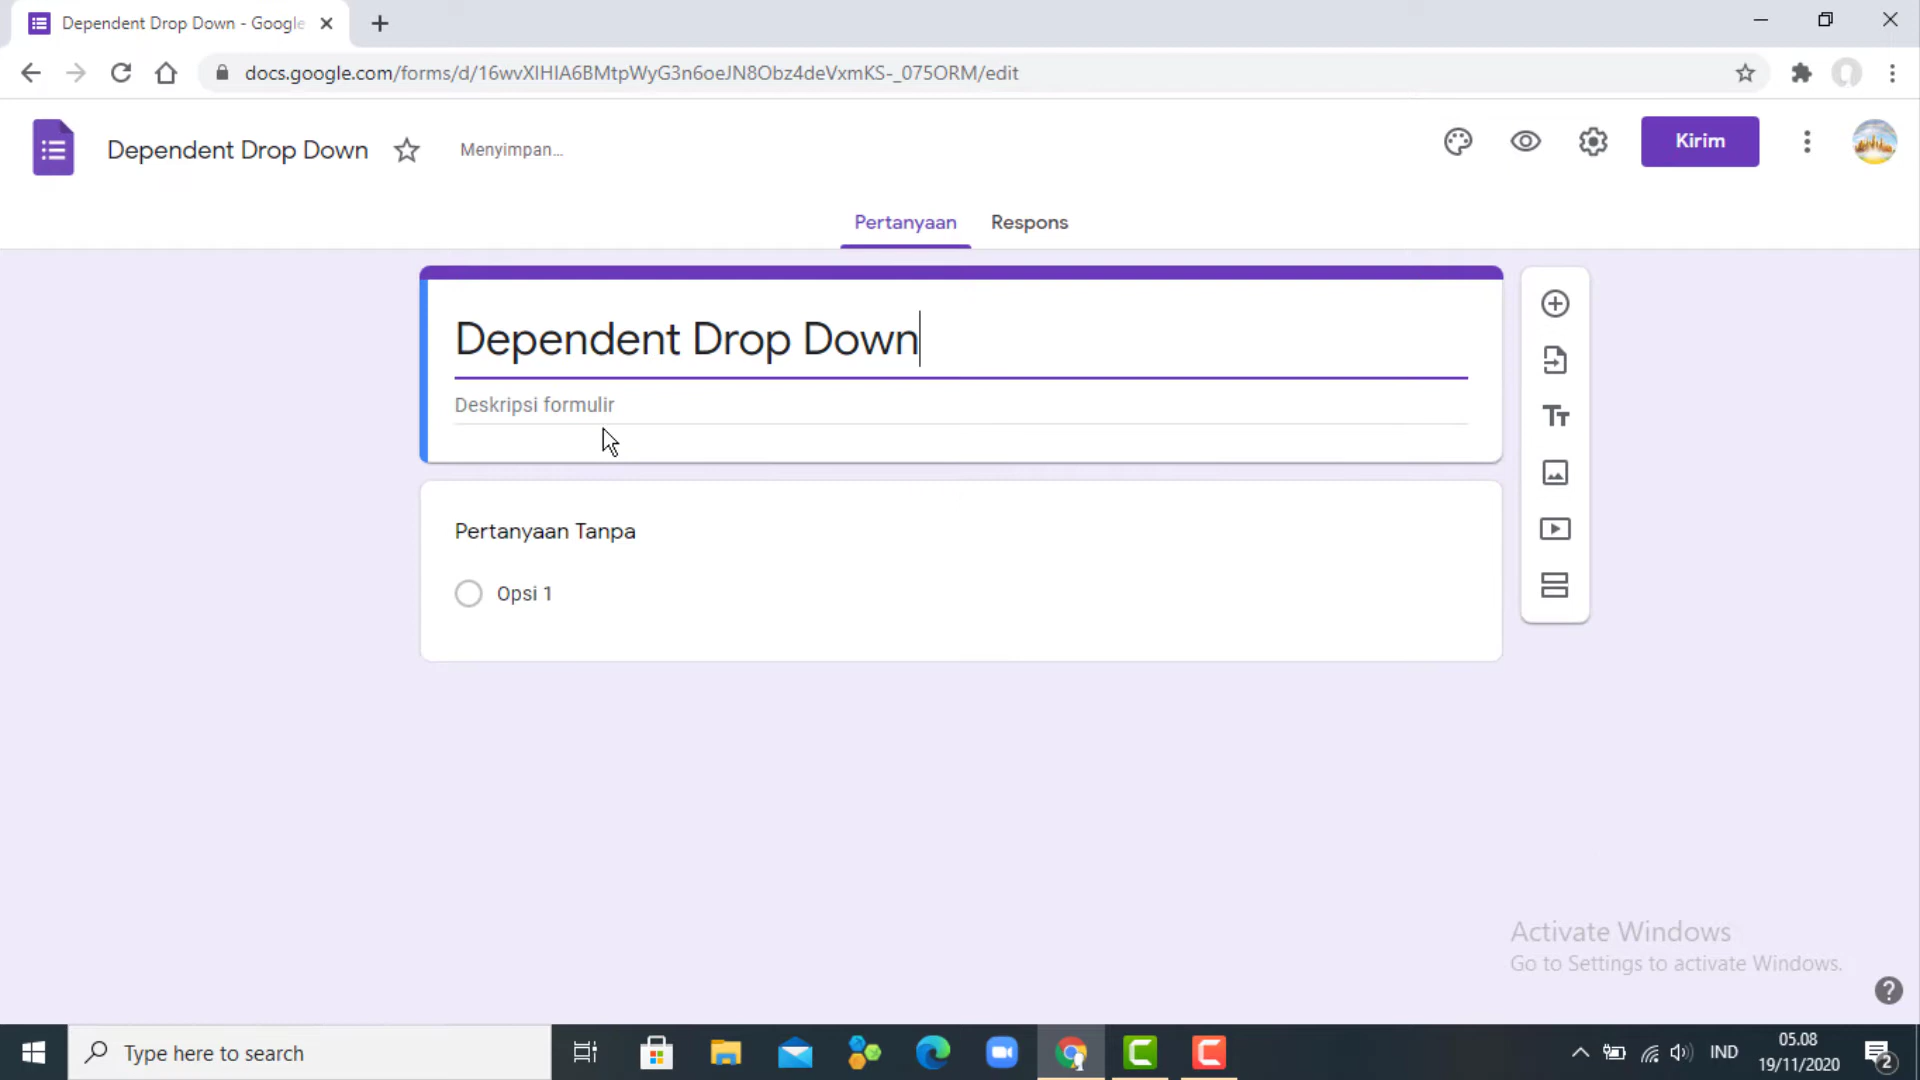 Dependent Drop Down - Google
docs.google.com/forms/d/16wvXIHIA6BMtpWyG3n6oeJN8Obz4deVxmKS-_075ORM/edit
Dependent Drop Down
Menyimpan...
Kirim
Pertanyaan
Respons
Dependent Drop Down
Deskripsi formulir
Pertanyaan Tanpa
Opsi 1
Tт
Activate Windows
Go to Settings to activate Windows.
Type here to search
IND
05.08
19/11/2020
2